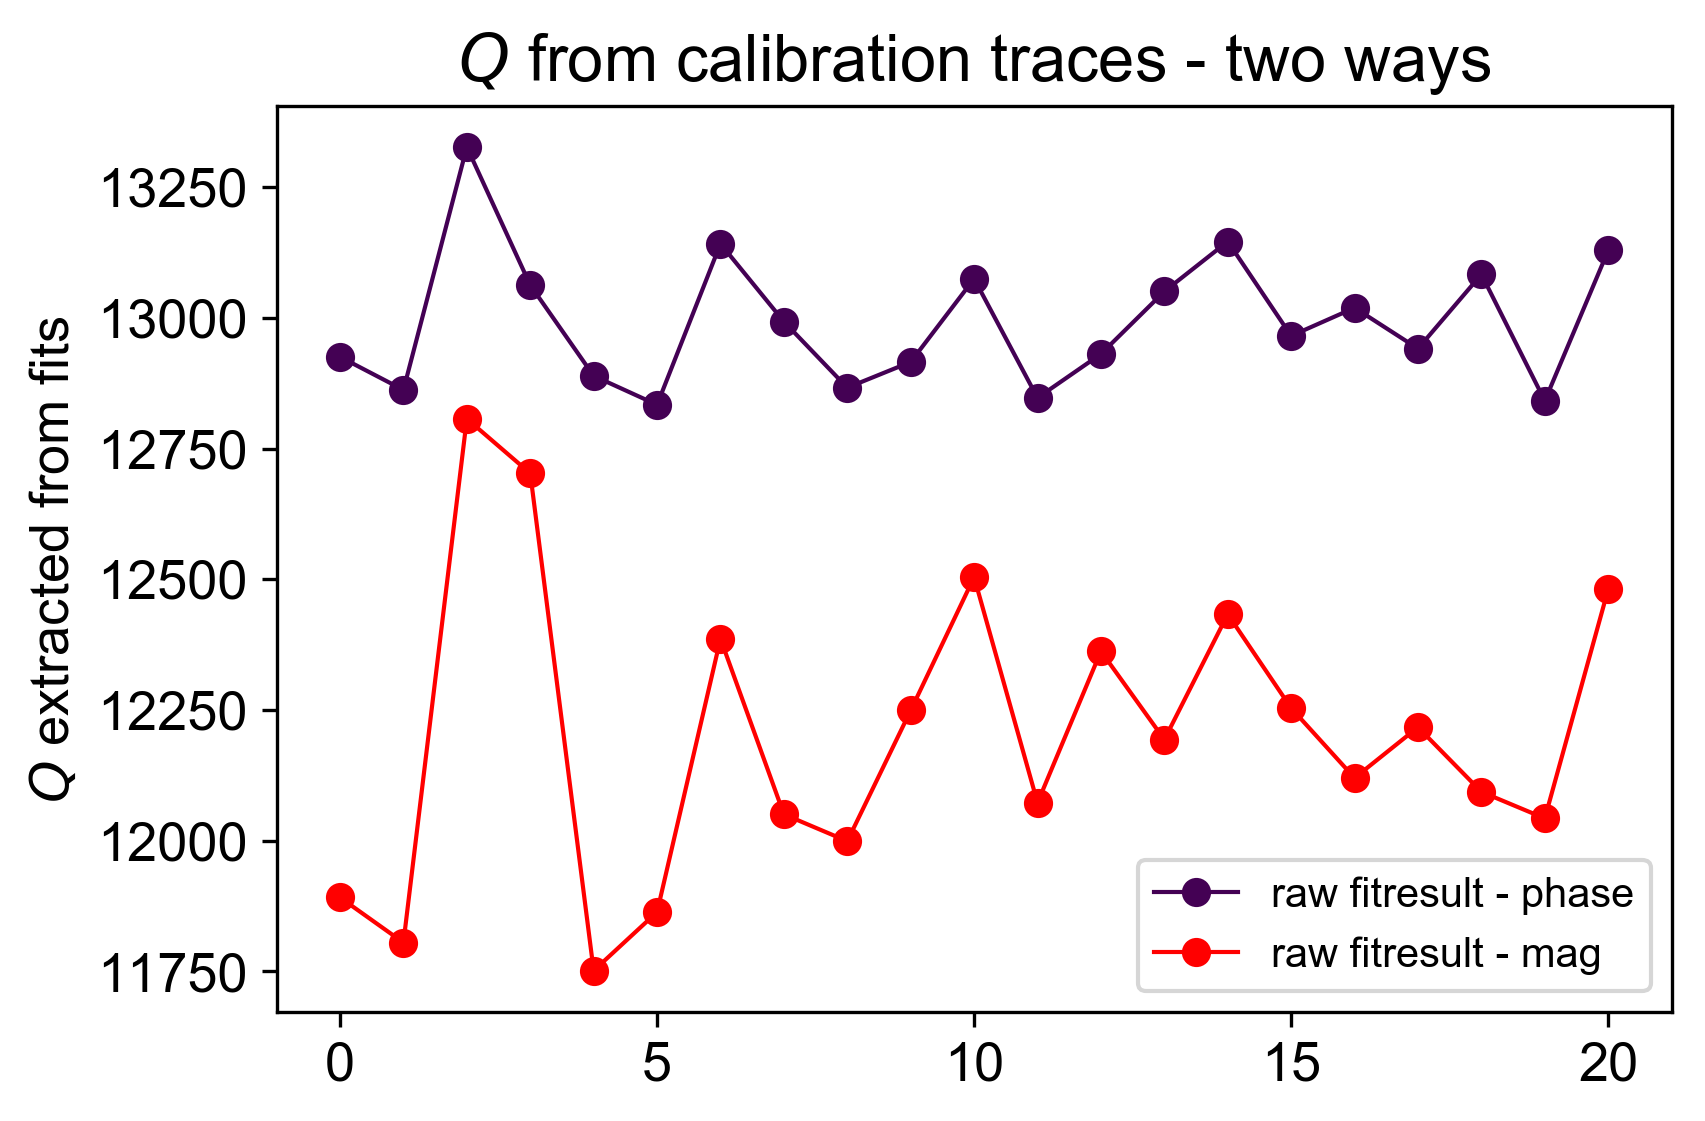 Q from calibration traces - two ways
Q extracted from fits
13250
13000
12750
12500
12250
12000
11750
0 5 10 15 20
raw fitresult - phase
raw fitresult - mag